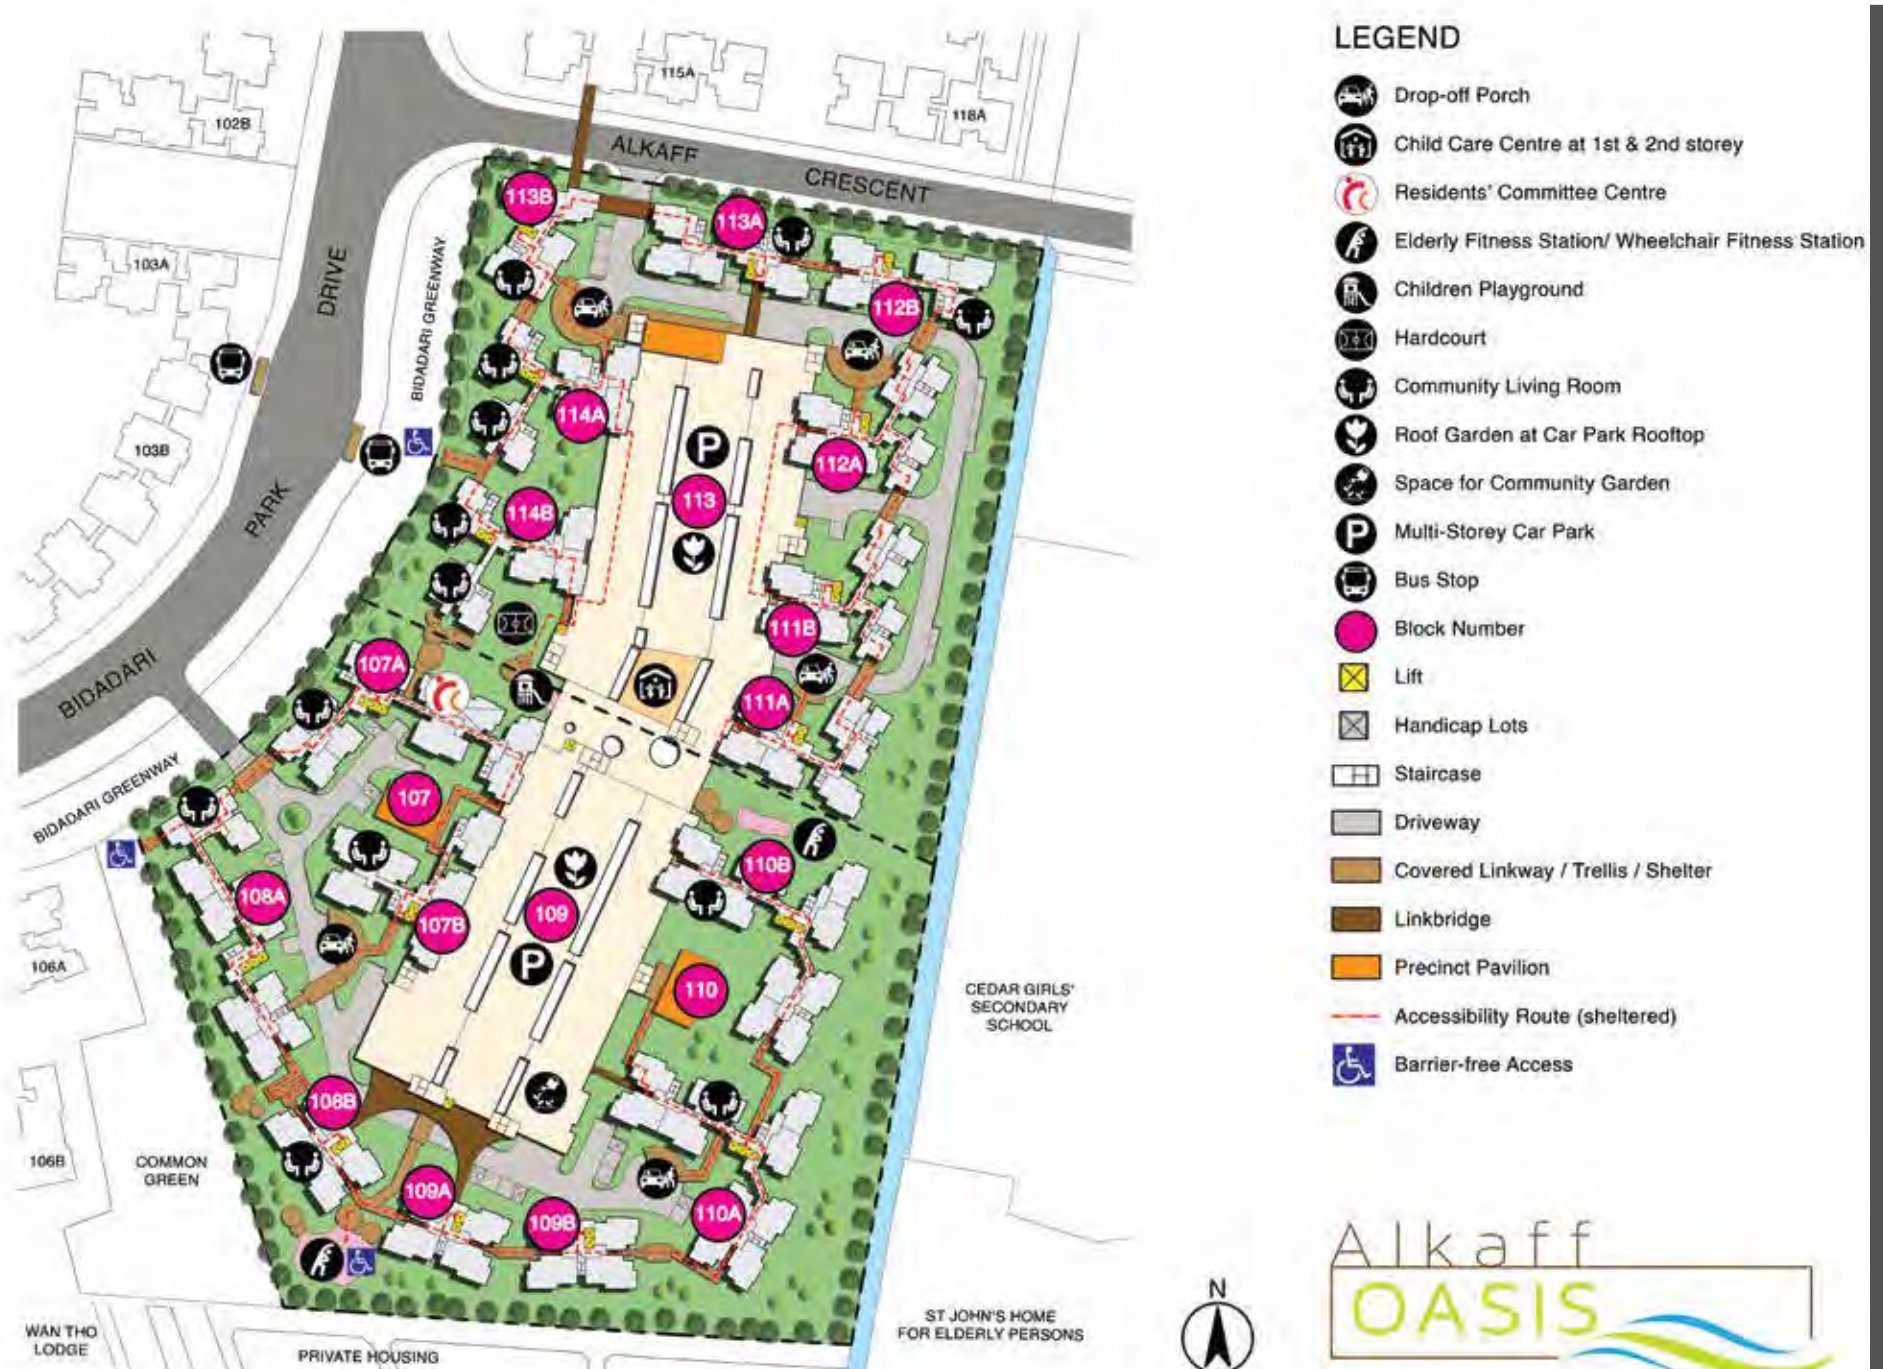 115A
118A
102B
ALKAFF
CRESCENT
113B
113A
103A
DRIVE
BIDADARI GREENWAY
112B
114A
P
103B
112A
113
114B
PARK
111B
107A
BIDADARI
111A
107
BIDADARI GREENWAY
110B
108A
109
107B
P
106A
110
CEDAR GIRLS'
SECONDARY
SCHOOL
108B
106B
COMMON
GREEN
109A
109B
110A
WAN THO
LODGE
PRIVATE HOUSING
ST JOHN'S HOME
FOR ELDERLY PERSONS
N
LEGEND
Drop-off Porch
Child Care Centre at 1st & 2nd storey
Residents' Committee Centre
Elderly Fitness Station/ Wheelchair Fitness Station
Children Playground
Hardcourt
Community Living Room
Roof Garden at Car Park Rooftop
Space for Community Garden
P Multi-Storey Car Park
Bus Stop
Block Number
Lift
Handicap Lots
Staircase
Driveway
Covered Linkway / Trellis / Shelter
Linkbridge
Precinct Pavilion
Accessibility Route (sheltered)
Barrier-free Access
Alkaff
OASIS